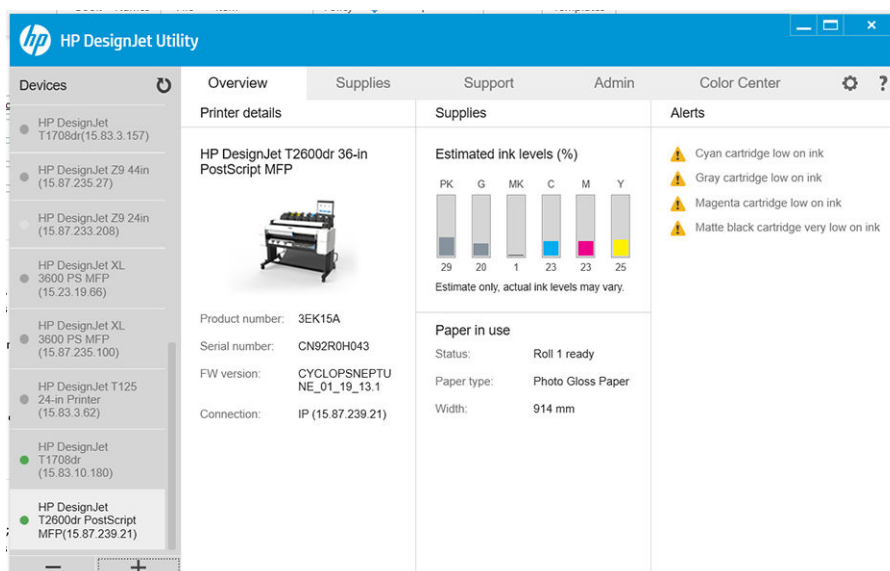 hp HP DesignJet Utility
Devices
Overview Supplies Support Admin Color Center ?
HP DesignJet
T1708dr(15.83.3.157)
HP DesignJet Z9 44in
(15.87.235.27)
HP DesignJet Z9 24in
(15.87.233.208)
HP DesignJet XL
3600 PS MFP
(15.23.19.66)
HP DesignJet XL
3600 PS MFP
(15.87.235.100)
HP DesignJet T125
24-in Printer
(15.83.3.62)
HP DesignJet
T1708dr
(15.83.10.180)
HP DesignJet
T2600dr PostScript
MFP(15.87.239.21)
Printer details
HP DesignJet T2600dr 36-in
PostScript MFP
Product number: 3EK15A
Serial number: CN92R0H043
FW version: CYCLOPSNEPTU
NE_01_19_13.1
Connection: IP (15.87.239.21)
Supplies
Estimated ink levels (%)
PK G MK C M Y
29 20 1 23 23 25
Estimate only, actual ink levels may vary.
Paper in use
Status: Roll 1 ready
Paper type: Photo Gloss Paper
Width: 914 mm
Alerts
Cyan cartridge low on ink
Gray cartridge low on ink
Magenta cartridge low on ink
Matte black cartridge very low on ink